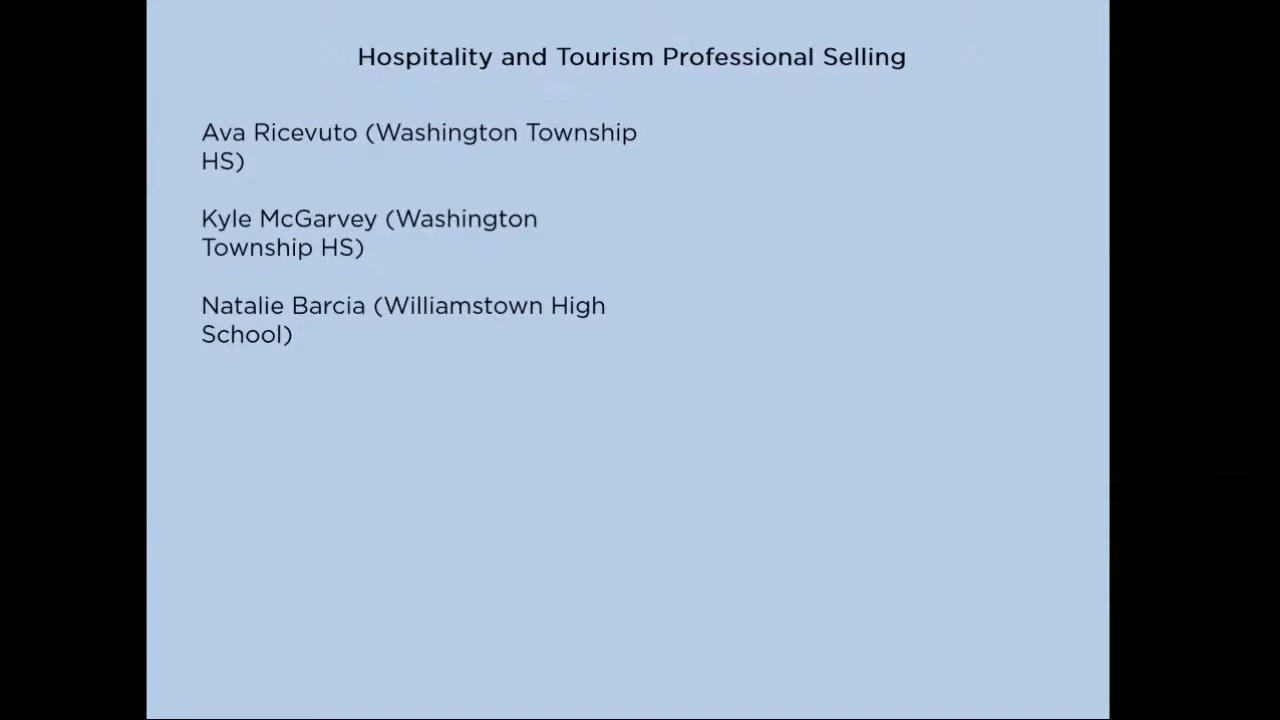 Hospitality and Tourism Professional Selling
Ava Ricevuto (Washington Township
HS)
Kyle McGarvey (Washington
Township HS)
Natalie Barcia (Williamstown High
School)